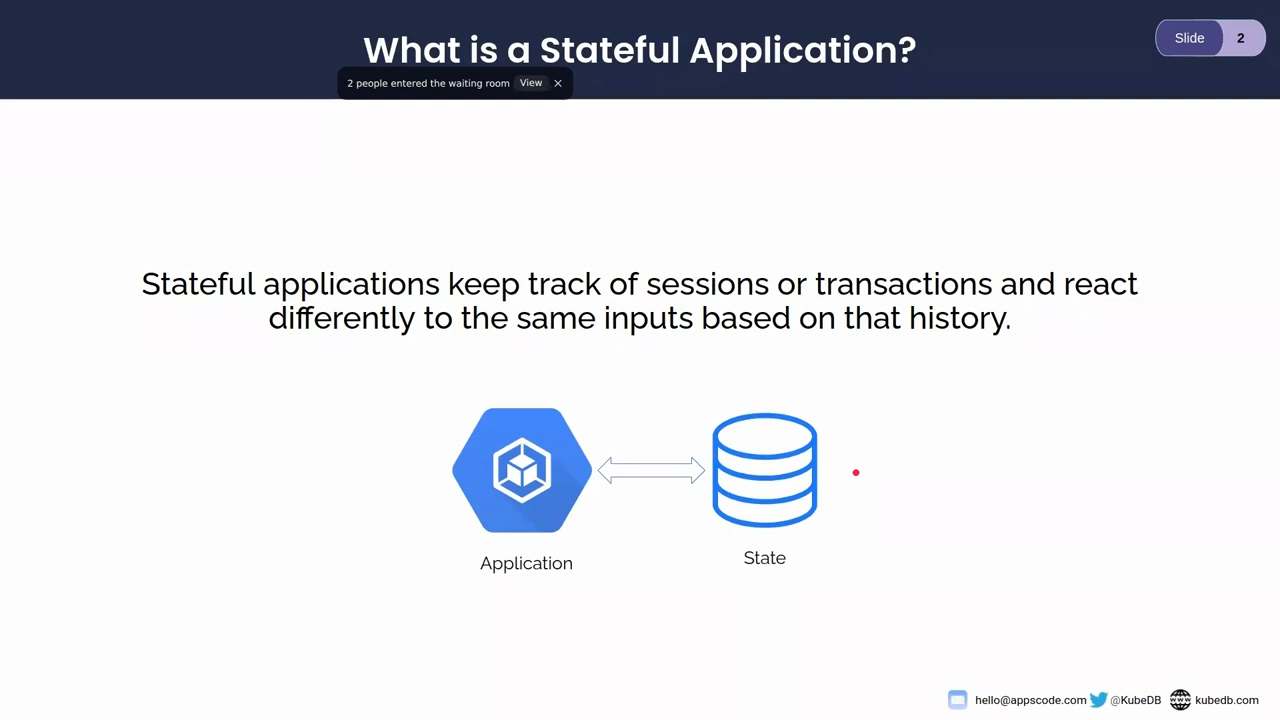 What is a Stateful Application?
Slide 2
2 people entered the waiting room View ×
Stateful applications keep track of sessions or transactions and react
differently to the same inputs based on that history.
Application
State
hello@appscode.com @KubeDB kubedb.com